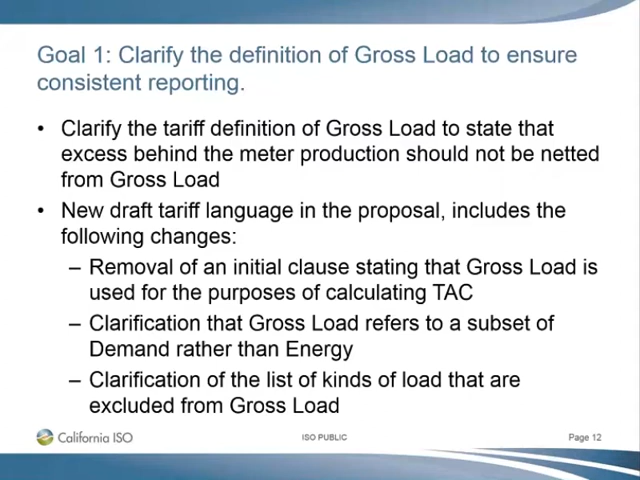 Goal 1: Clarify the definition of Gross Load to ensure
consistent reporting.
• Clarify the tariff definition of Gross Load to state that
excess behind the meter production should not be netted
from Gross Load
• New draft tariff language in the proposal, includes the
following changes:
– Removal of an initial clause stating that Gross Load is
used for the purposes of calculating TAC
– Clarification that Gross Load refers to a subset of
Demand rather than Energy
– Clarification of the list of kinds of load that are
excluded from Gross Load
California ISO
ISO PUBLIC
Page 12